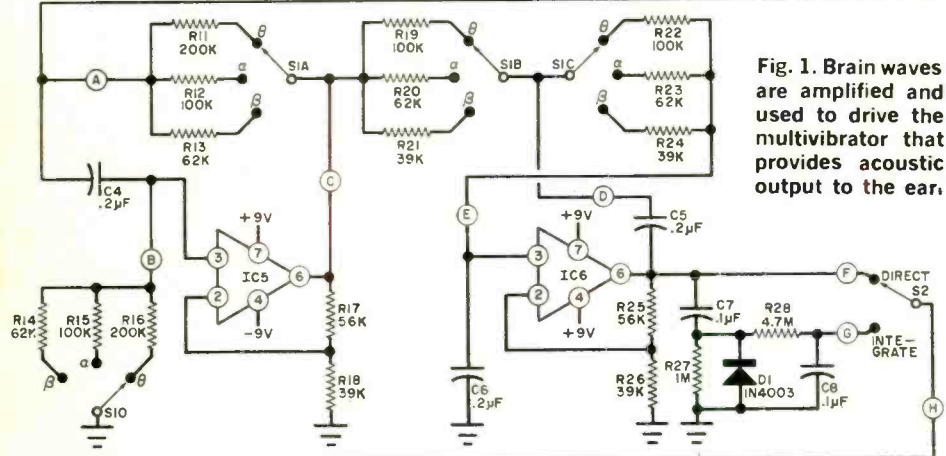 R11
200K
θ
A
R12
100K
α
S1A
R13
62K
β
R19
100K
θ
R20
62K
α
S1B
R21
39K
β
S1C
θ
R22
100K
α
R23
62K
β
R24
39K
Fig. 1. Brain waves
are amplified and
used to drive the
multivibrator that
provides acoustic
output to the ear.
C4
.2µF
B
R14
62K
R15
100K
R16
200K
β
α
θ
S1D
3
2
IC5
+9V
7
4
-9V
6
C
R17
56K
R18
39K
E
D
C5
.2µF
3
2
IC6
+9V
7
4
+9V
6
C6
.2µF
R25
56K
R26
39K
C7
.1µF
R27
1M
D1
1N4003
R28
4.7M
C8
.1µF
F
DIRECT
S2
G
INTE-
GRATE
H